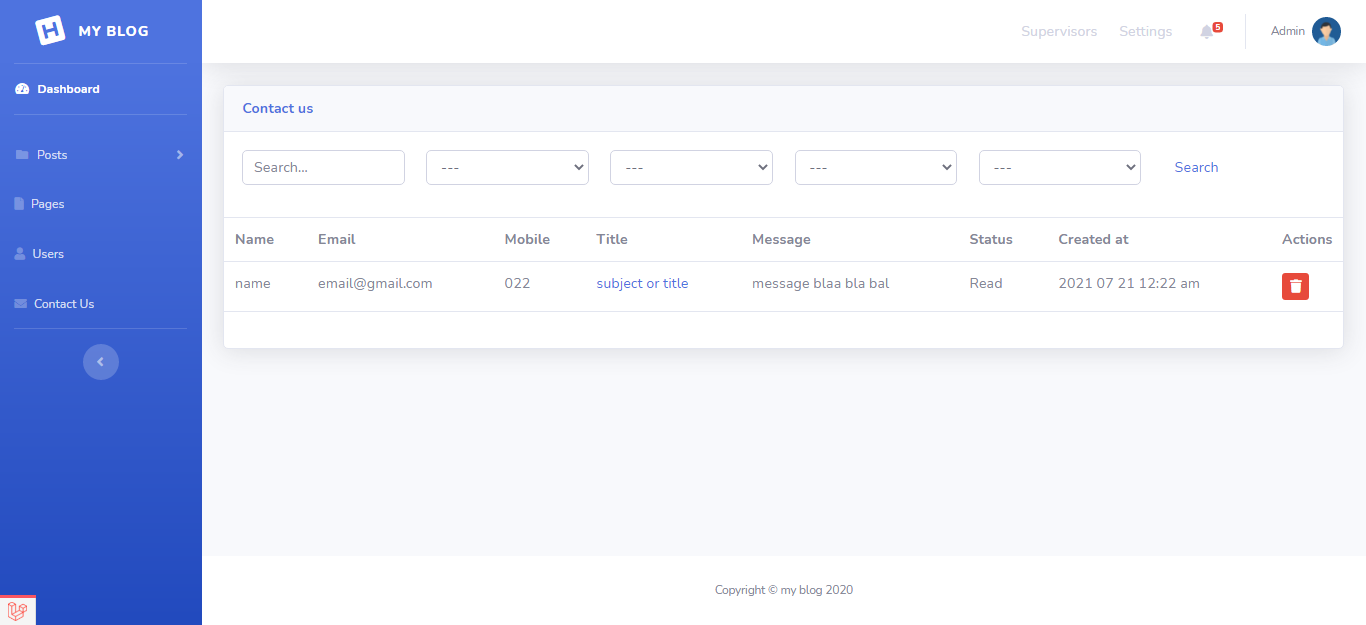 H MY BLOG
Supervisors Settings 5 Admin
Dashboard
Posts
Pages
Users
Contact Us
Contact us
Search... --- --- --- --- Search
Name Email Mobile Title Message Status Created at Actions
name email@gmail.com 022 subject or title message blaa bla bal Read 2021 07 21 12:22 am
Copyright © my blog 2020